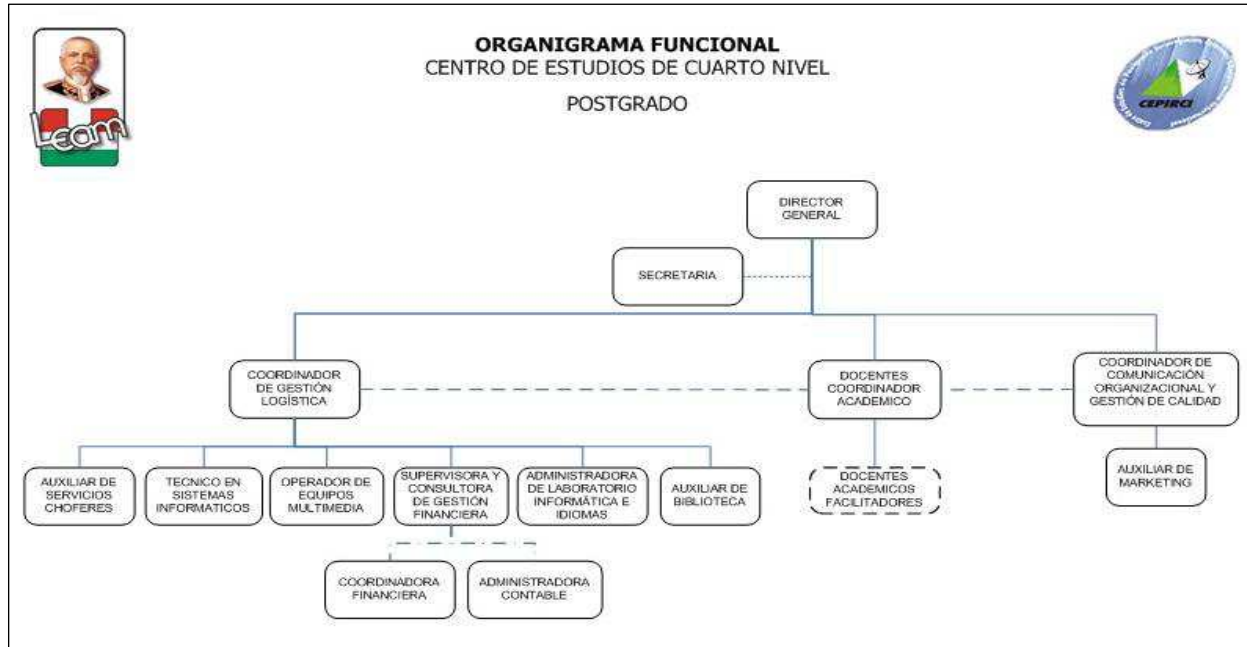 ORGANIGRAMA FUNCIONAL
CENTRO DE ESTUDIOS DE CUARTO NIVEL
POSTGRADO
Leam
CEPIRCI
DIRECTOR
GENERAL
SECRETARIA
COORDINADOR
DE GESTIÓN
LOGÍSTICA
DOCENTES
COORDINADOR
ACADEMICO
COORDINADOR DE
COMUNICACIÓN
ORGANIZACIONAL Y
GESTIÓN DE CALIDAD
AUXILIAR DE
SERVICIOS
CHOFERES
TECNICO EN
SISTEMAS
INFORMATICOS
OPERADOR DE
EQUIPOS
MULTIMEDIA
SUPERVISORA Y
CONSULTORA
DE GESTIÓN
FINANCIERA
ADMINISTRADORA
DE LABORATORIO
INFORMÁTICA E
IDIOMAS
AUXILIAR DE
BIBLIOTECA
DOCENTES
ACADEMICOS
FACILITADORES
AUXILIAR DE
MARKETING
COORDINADORA
FINANCIERA
ADMINISTRADORA
CONTABLE